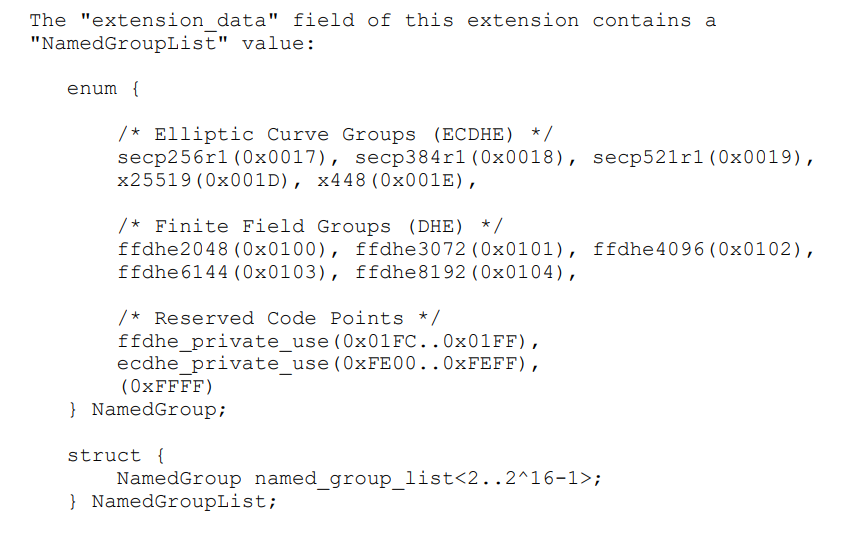 The "extension_data" field of this extension contains a
"NamedGroupList" value:
enum {
/* Elliptic Curve Groups (ECDHE) */
secp256r1(0x0017), secp384r1(0x0018), secp521r1(0x0019),
x25519(0x001D), x448(0x001E),
/* Finite Field Groups (DHE) */
ffdhe2048(0x0100), ffdhe3072(0x0101), ffdhe4096(0x0102),
ffdhe6144(0x0103), ffdhe8192(0x0104),
/* Reserved Code Points */
ffdhe_private_use(0x01FC..0x01FF),
ecdhe_private_use(0xFE00..0xFEFF),
(0xFFFF)
} NamedGroup;
struct {
NamedGroup named_group_list<2..2^16-1>;
} NamedGroupList;